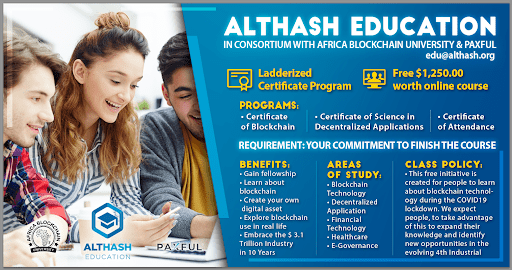 ALTHASH EDUCATION
IN CONSORTIUM WITH AFRICA BLOCKCHAIN UNIVERSITY & PAXFUL
edu@althash.org
Ladderized
Certificate Program
Free $1,250.00
worth online course
PROGRAMS:
• Certificate
of Blockchain
• Certificate of Science in
Decentralized Applications
• Certificate
of Attendance
REQUIREMENT: YOUR COMMITMENT TO FINISH THE COURSE
BENEFITS:
• Gain fellowship
• Learn about
blockchain
• Create your own
digital asset
• Explore blockchain
use in real life
• Embrace the $ 3.1
Trillion Industry
in 10 Years
AREAS
OF STUDY:
• Blockchain
Technology
• Decentralized
Application
• Financial
Technology
• Healthcare
• E-Governance
CLASS POLICY:
• This free initiative is
created for people to learn
about blockchain technol-
ogy during the COVID19
lockdown. We expect
people, to take advantage
of this to expand their
knowledge and identify
new opportunities in the
evolving 4th Industrial
AFRICA BLOCKCHAIN
UNIVERSITY
ALTHASH
EDUCATION
PAXFUL